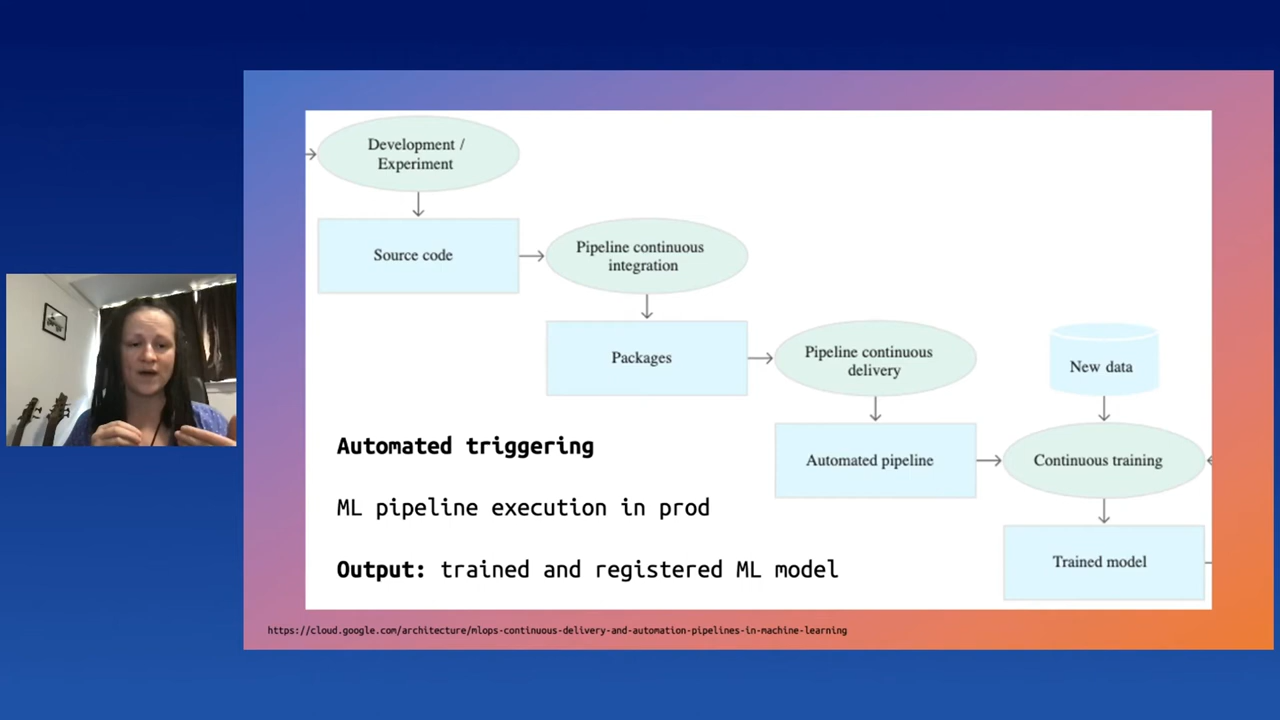 Development /
Experiment
Source code
Pipeline continuous
integration
Packages
Pipeline continuous
delivery
New data
Automated pipeline
Continuous training
Trained model
Automated triggering
ML pipeline execution in prod
Output: trained and registered ML model
https://cloud.google.com/architecture/mlops-continuous-delivery-and-automation-pipelines-in-machine-learning